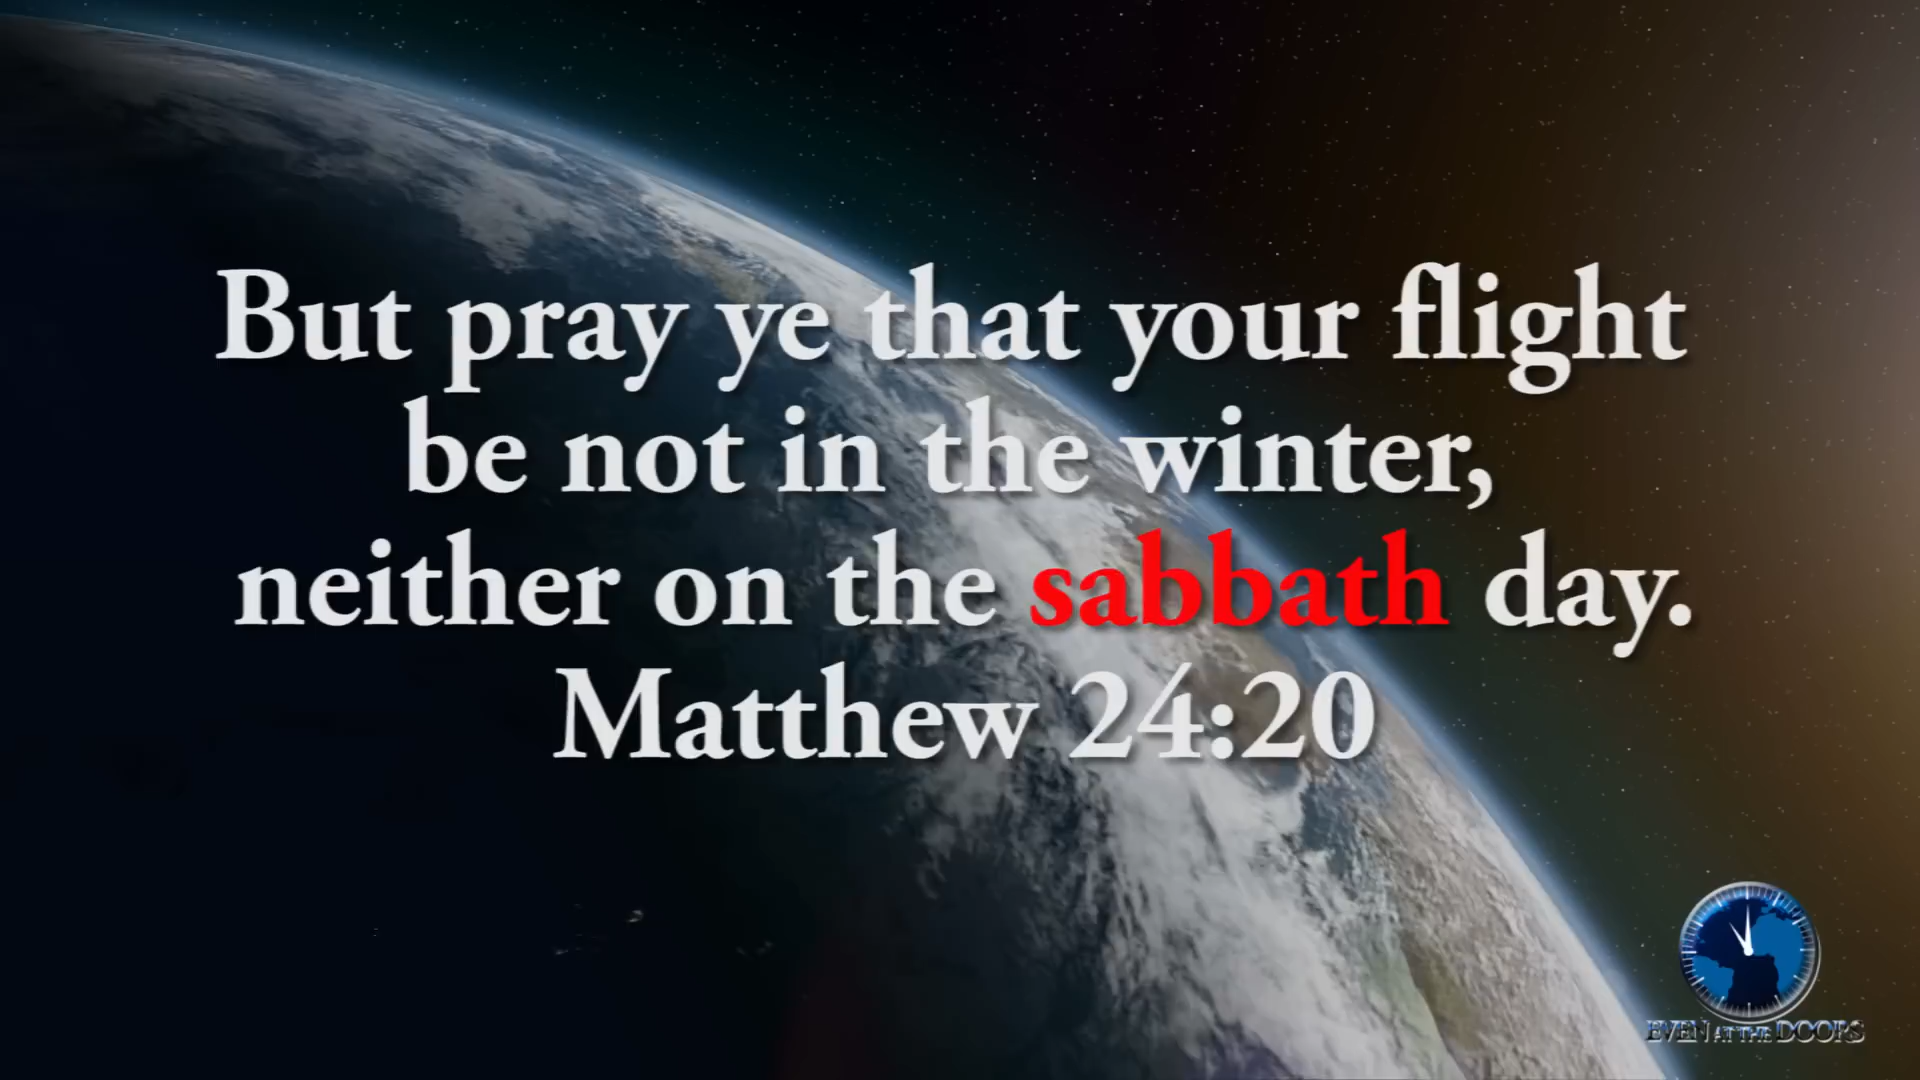 But pray ye that your flight
be not in the winter,
neither on the sabbath day.
Matthew 24:20
EVEN AT THE DOORS